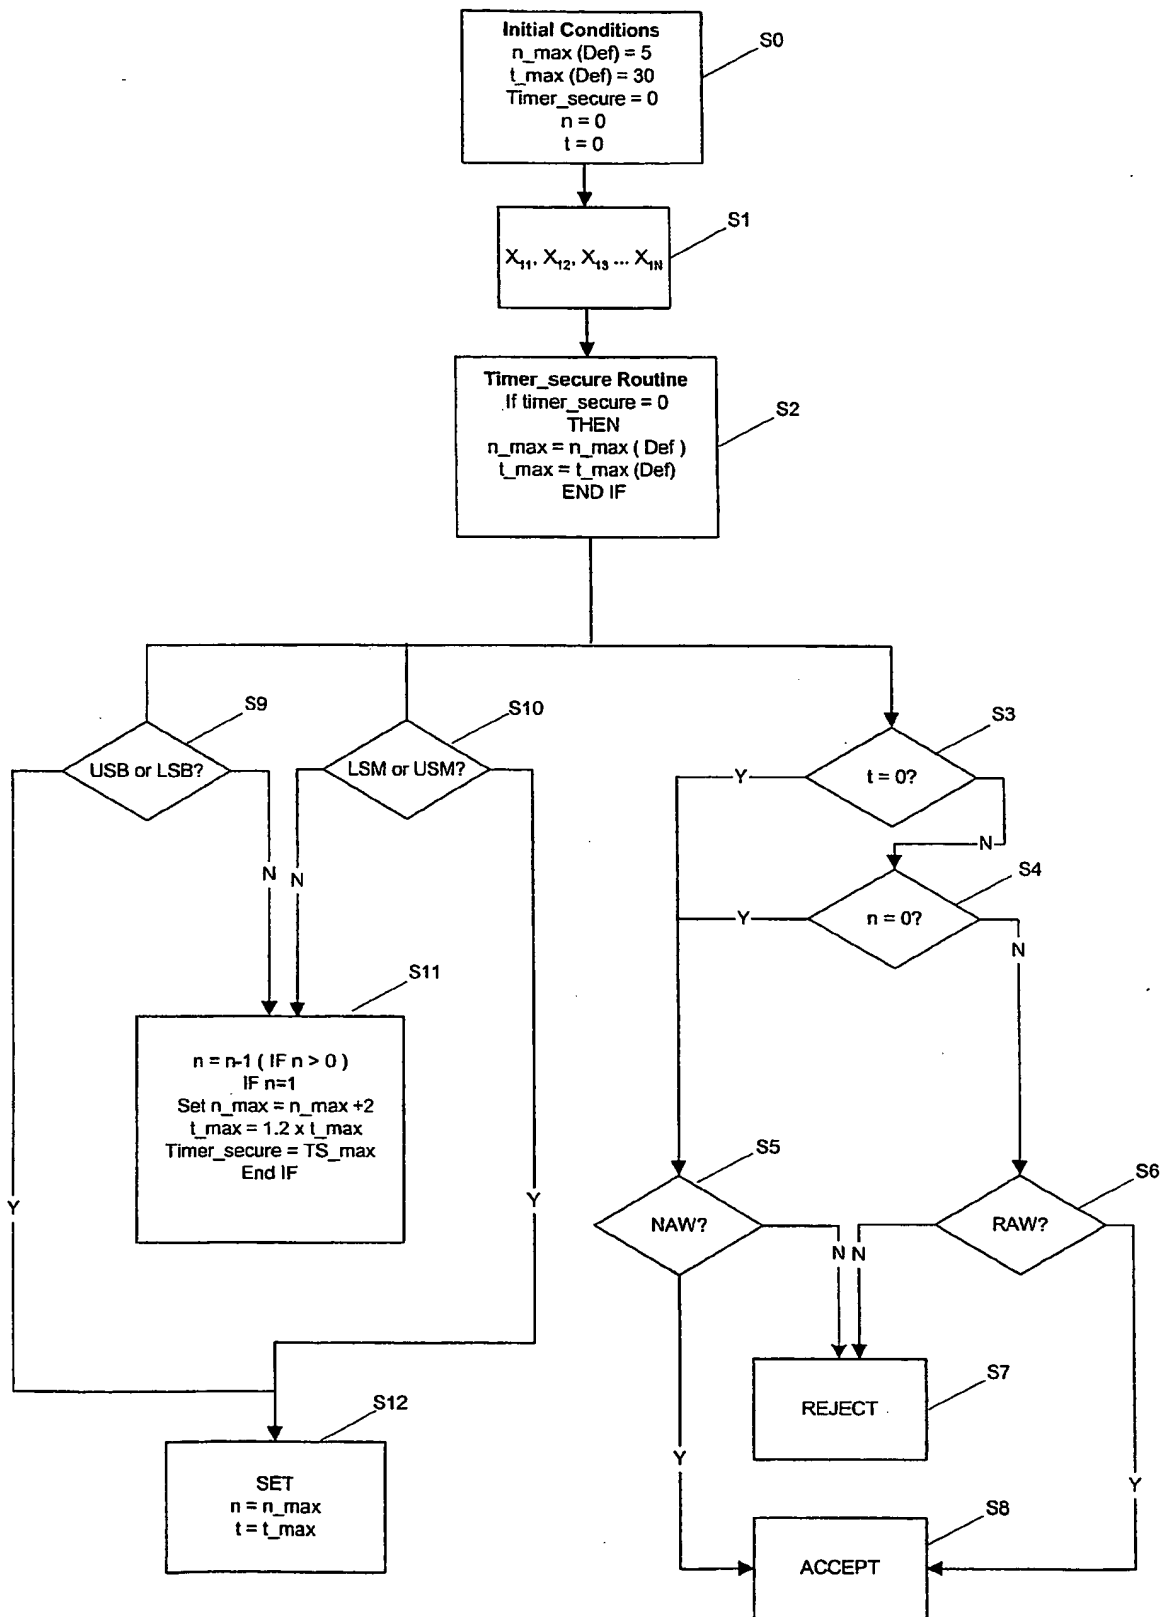 Initial Conditions
n_max (Def) = 5
t_max (Def) = 30
Timer_secure = 0
n = 0
t = 0
S0
S1
X11, X12, X13 ... X1N
Timer_secure Routine
If timer_secure = 0
THEN
n_max = n_max ( Def )
t_max = t_max (Def)
END IF
S2
S9
USB or LSB?
S10
LSM or USM?
S3
t = 0?
Y
N
S4
n = 0?
Y
N
N
N
S11
n = n-1 ( IF n > 0 )
IF n=1
Set n_max = n_max +2
t_max = 1.2 x t_max
Timer_secure = TS_max
End IF
Y
Y
S5
NAW?
S6
RAW?
N
N
S7
REJECT
Y
Y
S12
SET
n = n_max
t = t_max
S8
ACCEPT